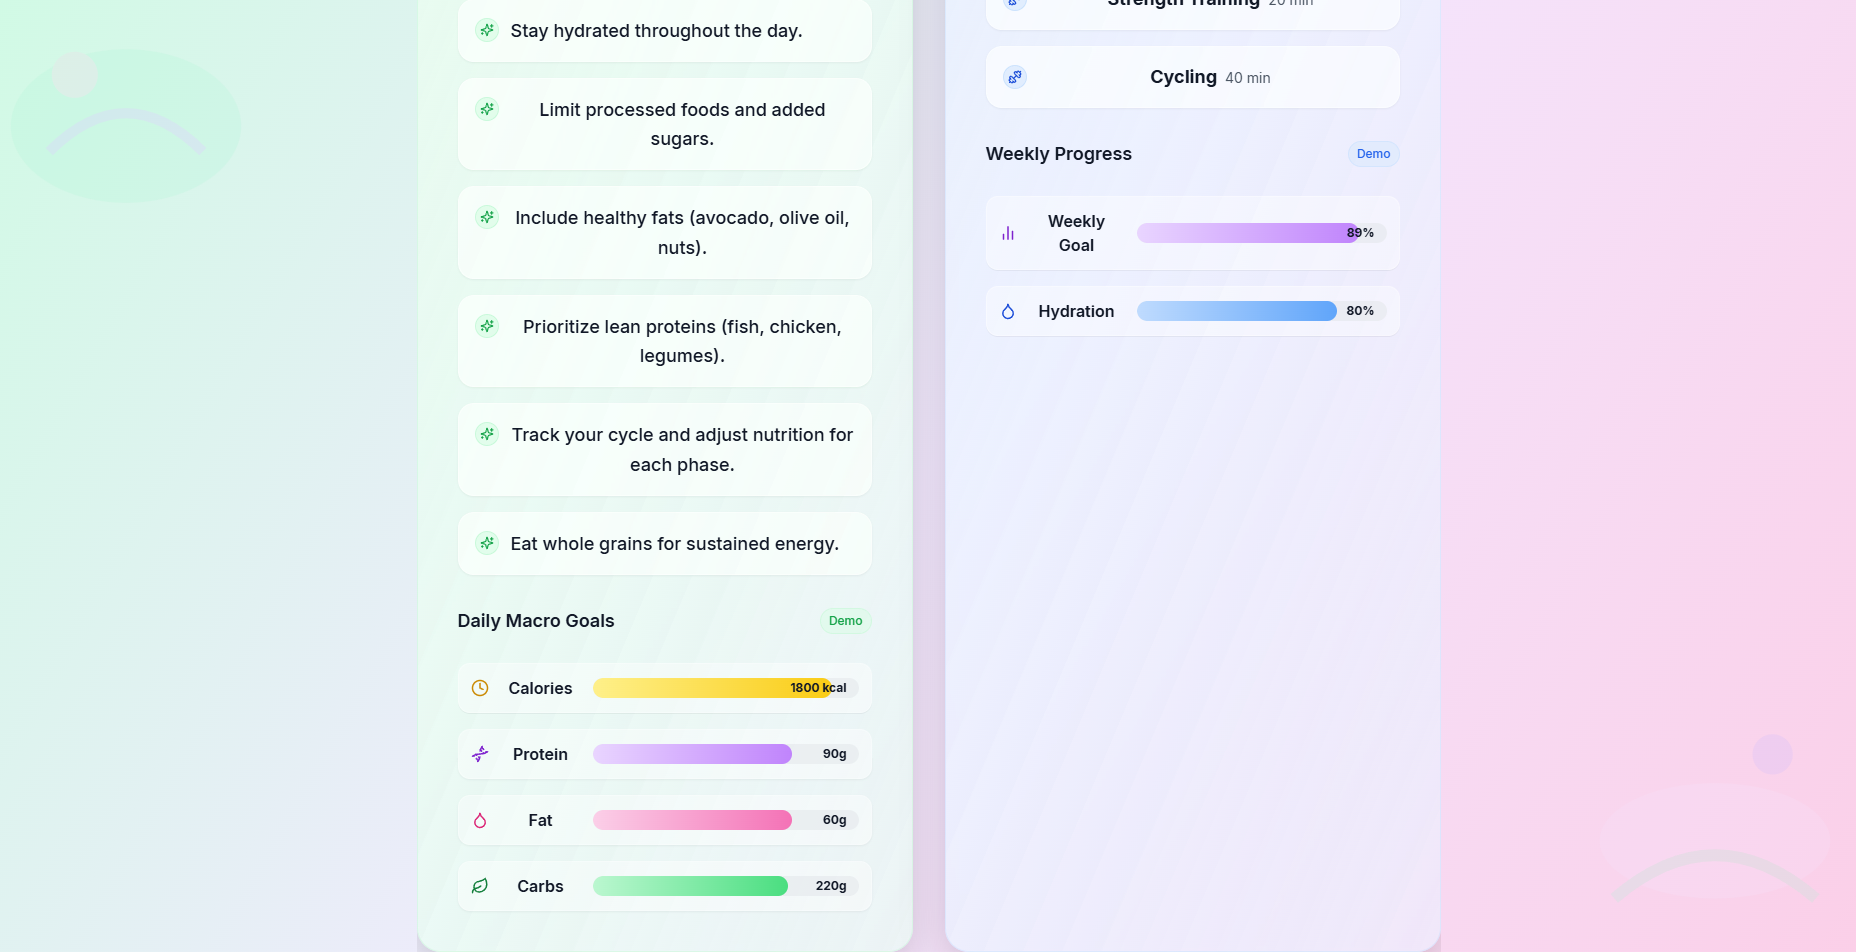 Stay hydrated throughout the day.
Limit processed foods and added
sugars.
Include healthy fats (avocado, olive oil,
nuts).
Prioritize lean proteins (fish, chicken,
legumes).
Track your cycle and adjust nutrition for
each phase.
Eat whole grains for sustained energy.
Daily Macro Goals Demo
Calories 1800 kcal
Protein 90g
Fat 60g
Carbs 220g
Strength Training 20 min
Cycling 40 min
Weekly Progress Demo
Weekly
Goal
89%
Hydration 80%